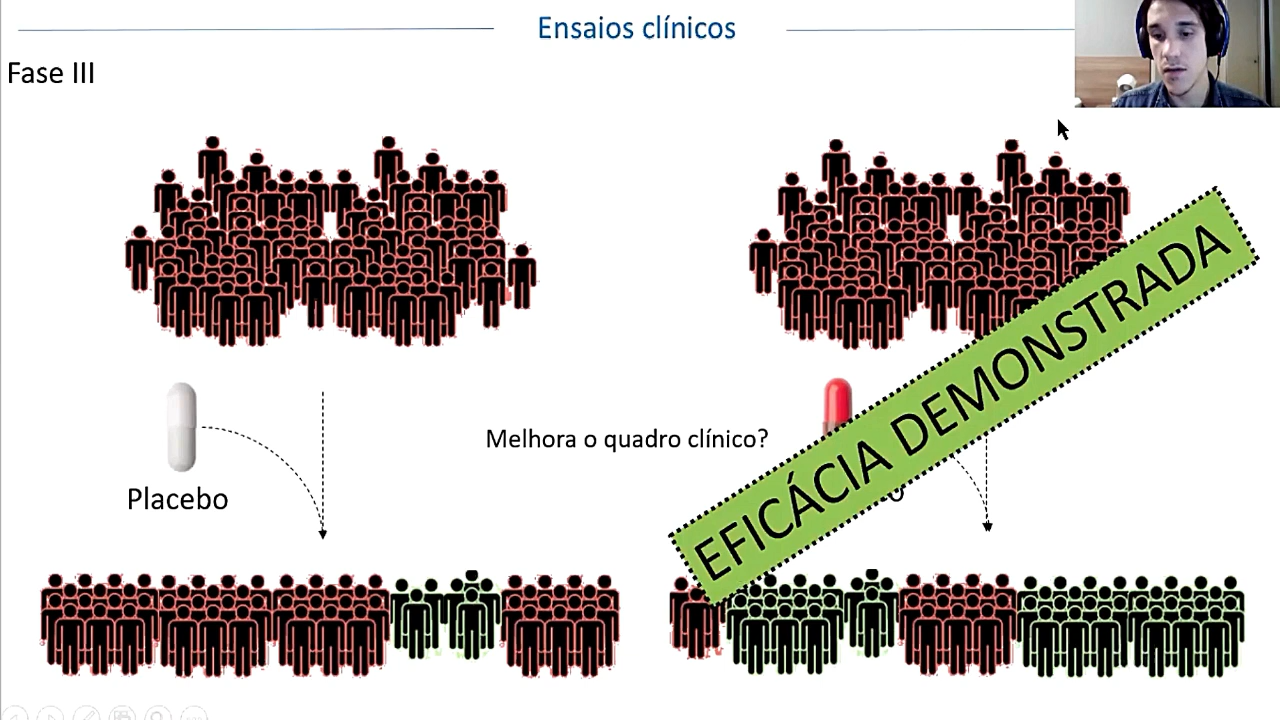 Ensaios clínicos
Fase III
Melhora o quadro clínico?
Placebo
EFICÁCIA DEMONSTRADA